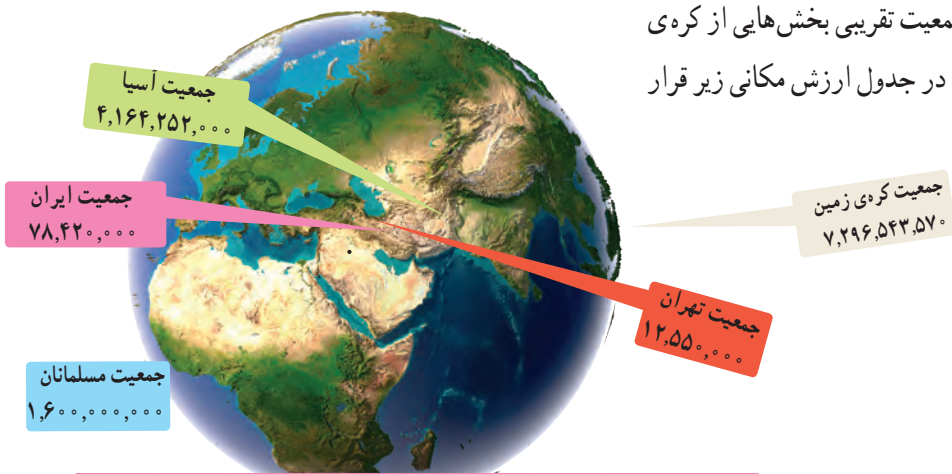 معیت تقریبی بخش‌هایی از کره‌ی
در جدول ارزش مکانی زیر قرار
جمعیت آسیا
۴,۱۶۴,۲۵۲,۰۰۰
جمعیت ایران
۷۸,۴۲۰,۰۰۰
جمعیت کره‌ی زمین
۷,۲۹۶,۵۴۳,۵۷۰
جمعیت تهران
۱۲,۵۵۰,۰۰۰
جمعیت مسلمانان
۱,۶۰۰,۰۰۰,۰۰۰